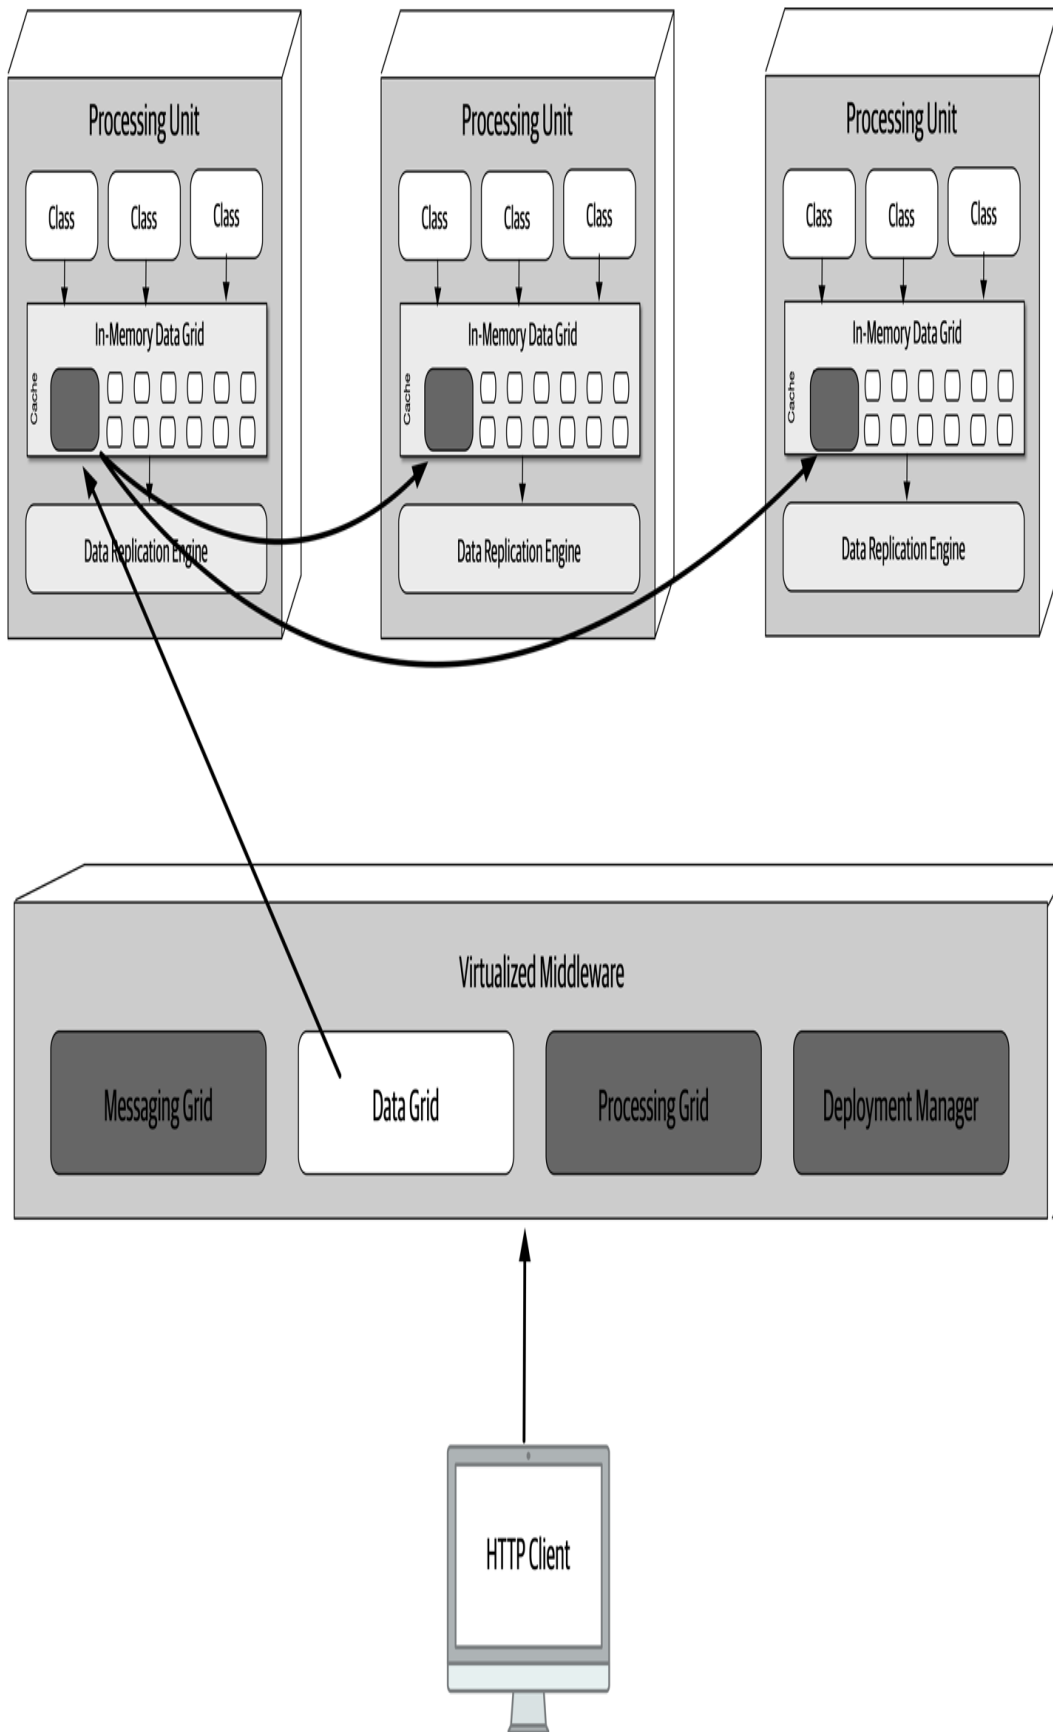 Processing Unit
Class
Class
Class
In-Memory Data Grid
Cache
Data Replication Engine
Processing Unit
Class
Class
Class
In-Memory Data Grid
Cache
Data Replication Engine
Processing Unit
Class
Class
Class
In-Memory Data Grid
Cache
Data Replication Engine
Virtualized Middleware
Messaging Grid
Data Grid
Processing Grid
Deployment Manager
HTTP Client